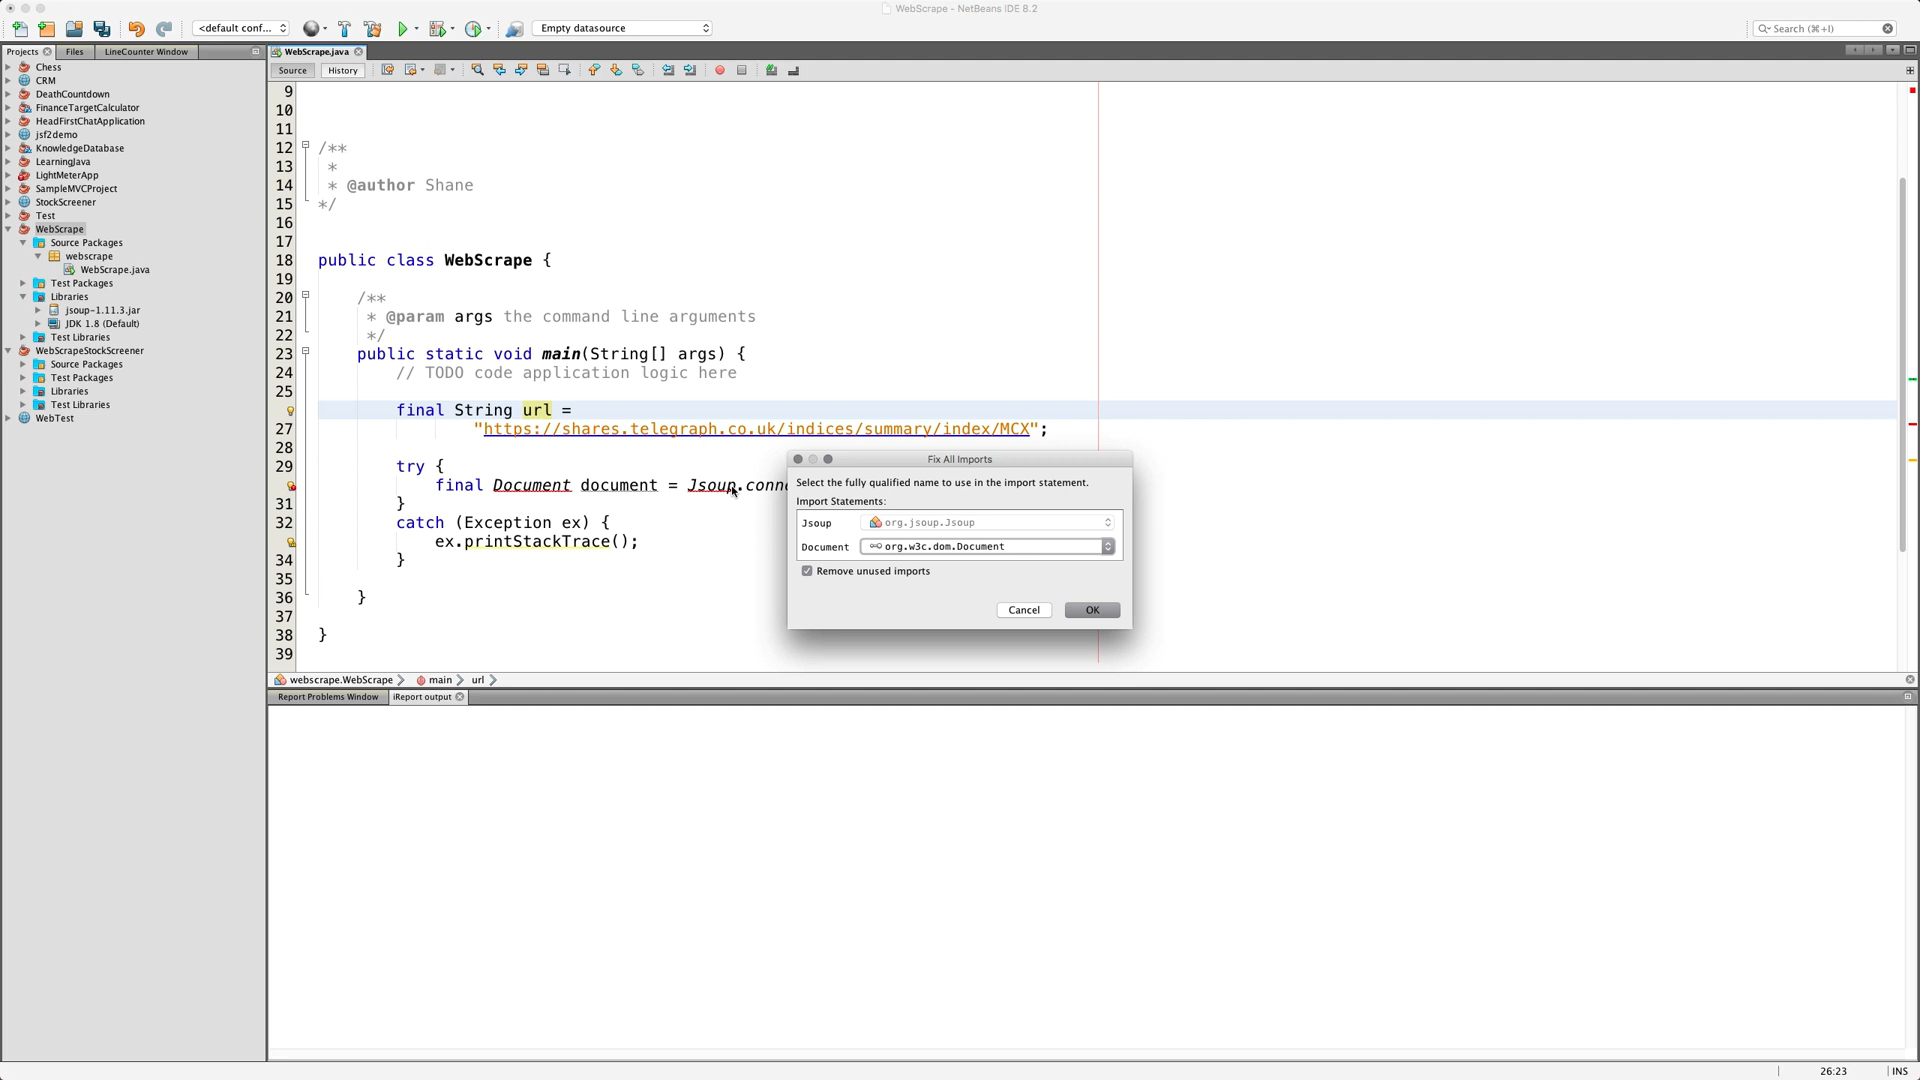 WebScrape - NetBeans IDE 8.2
<default conf...
Empty datasource
Search (⌘+I)
Projects
Files
LineCounter Window
WebScrape.java
Source
History
Chess
CRM
DeathCountdown
FinanceTargetCalculator
HeadFirstChatApplication
jsf2demo
KnowledgeDatabase
LearningJava
LightMeterApp
SampleMVCProject
StockScreener
Test
WebScrape
Source Packages
webscrape
WebScrape.java
Test Packages
Libraries
jsoup-1.11.3.jar
JDK 1.8 (Default)
Test Libraries
WebScrapeStockScreener
Source Packages
Test Packages
Libraries
Test Libraries
WebTest
9
10
11
12 /**
13 *
14 * @author Shane
15 */
16
17
18 public class WebScrape {
19
20 /**
21 * @param args the command line arguments
22 */
23 public static void main(String[] args) {
24 // TODO code application logic here
25
final String url =
27 "https://shares.telegraph.co.uk/indices/summary/index/MCX";
28
29 try {
final Document document = Jsoup.conne
31 }
32 catch (Exception ex) {
ex.printStackTrace();
34 }
35
36 }
37
38 }
39
Fix All Imports
Select the fully qualified name to use in the import statement.
Import Statements:
Jsoup org.jsoup.Jsoup
Document org.w3c.dom.Document
Remove unused imports
Cancel
OK
webscrape.WebScrape
main
url
Report Problems Window
iReport output
26:23
INS